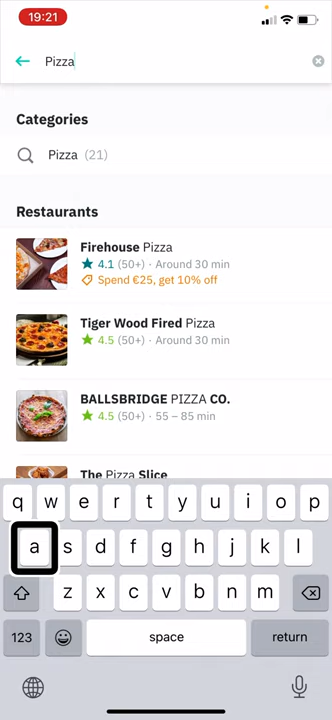 19:21
Pizza
Categories
Pizza (21)
Restaurants
Firehouse Pizza
4.1 (50+) · Around 30 min
Spend €25, get 10% off
Tiger Wood Fired Pizza
4.5 (50+) · Around 30 min
BALLSBRIDGE PIZZA CO.
4.5 (50+) · 55 – 85 min
The Pizza Slice
q w e r t y u i o p
a s d f g h j k l
z x c v b n m
123 space return